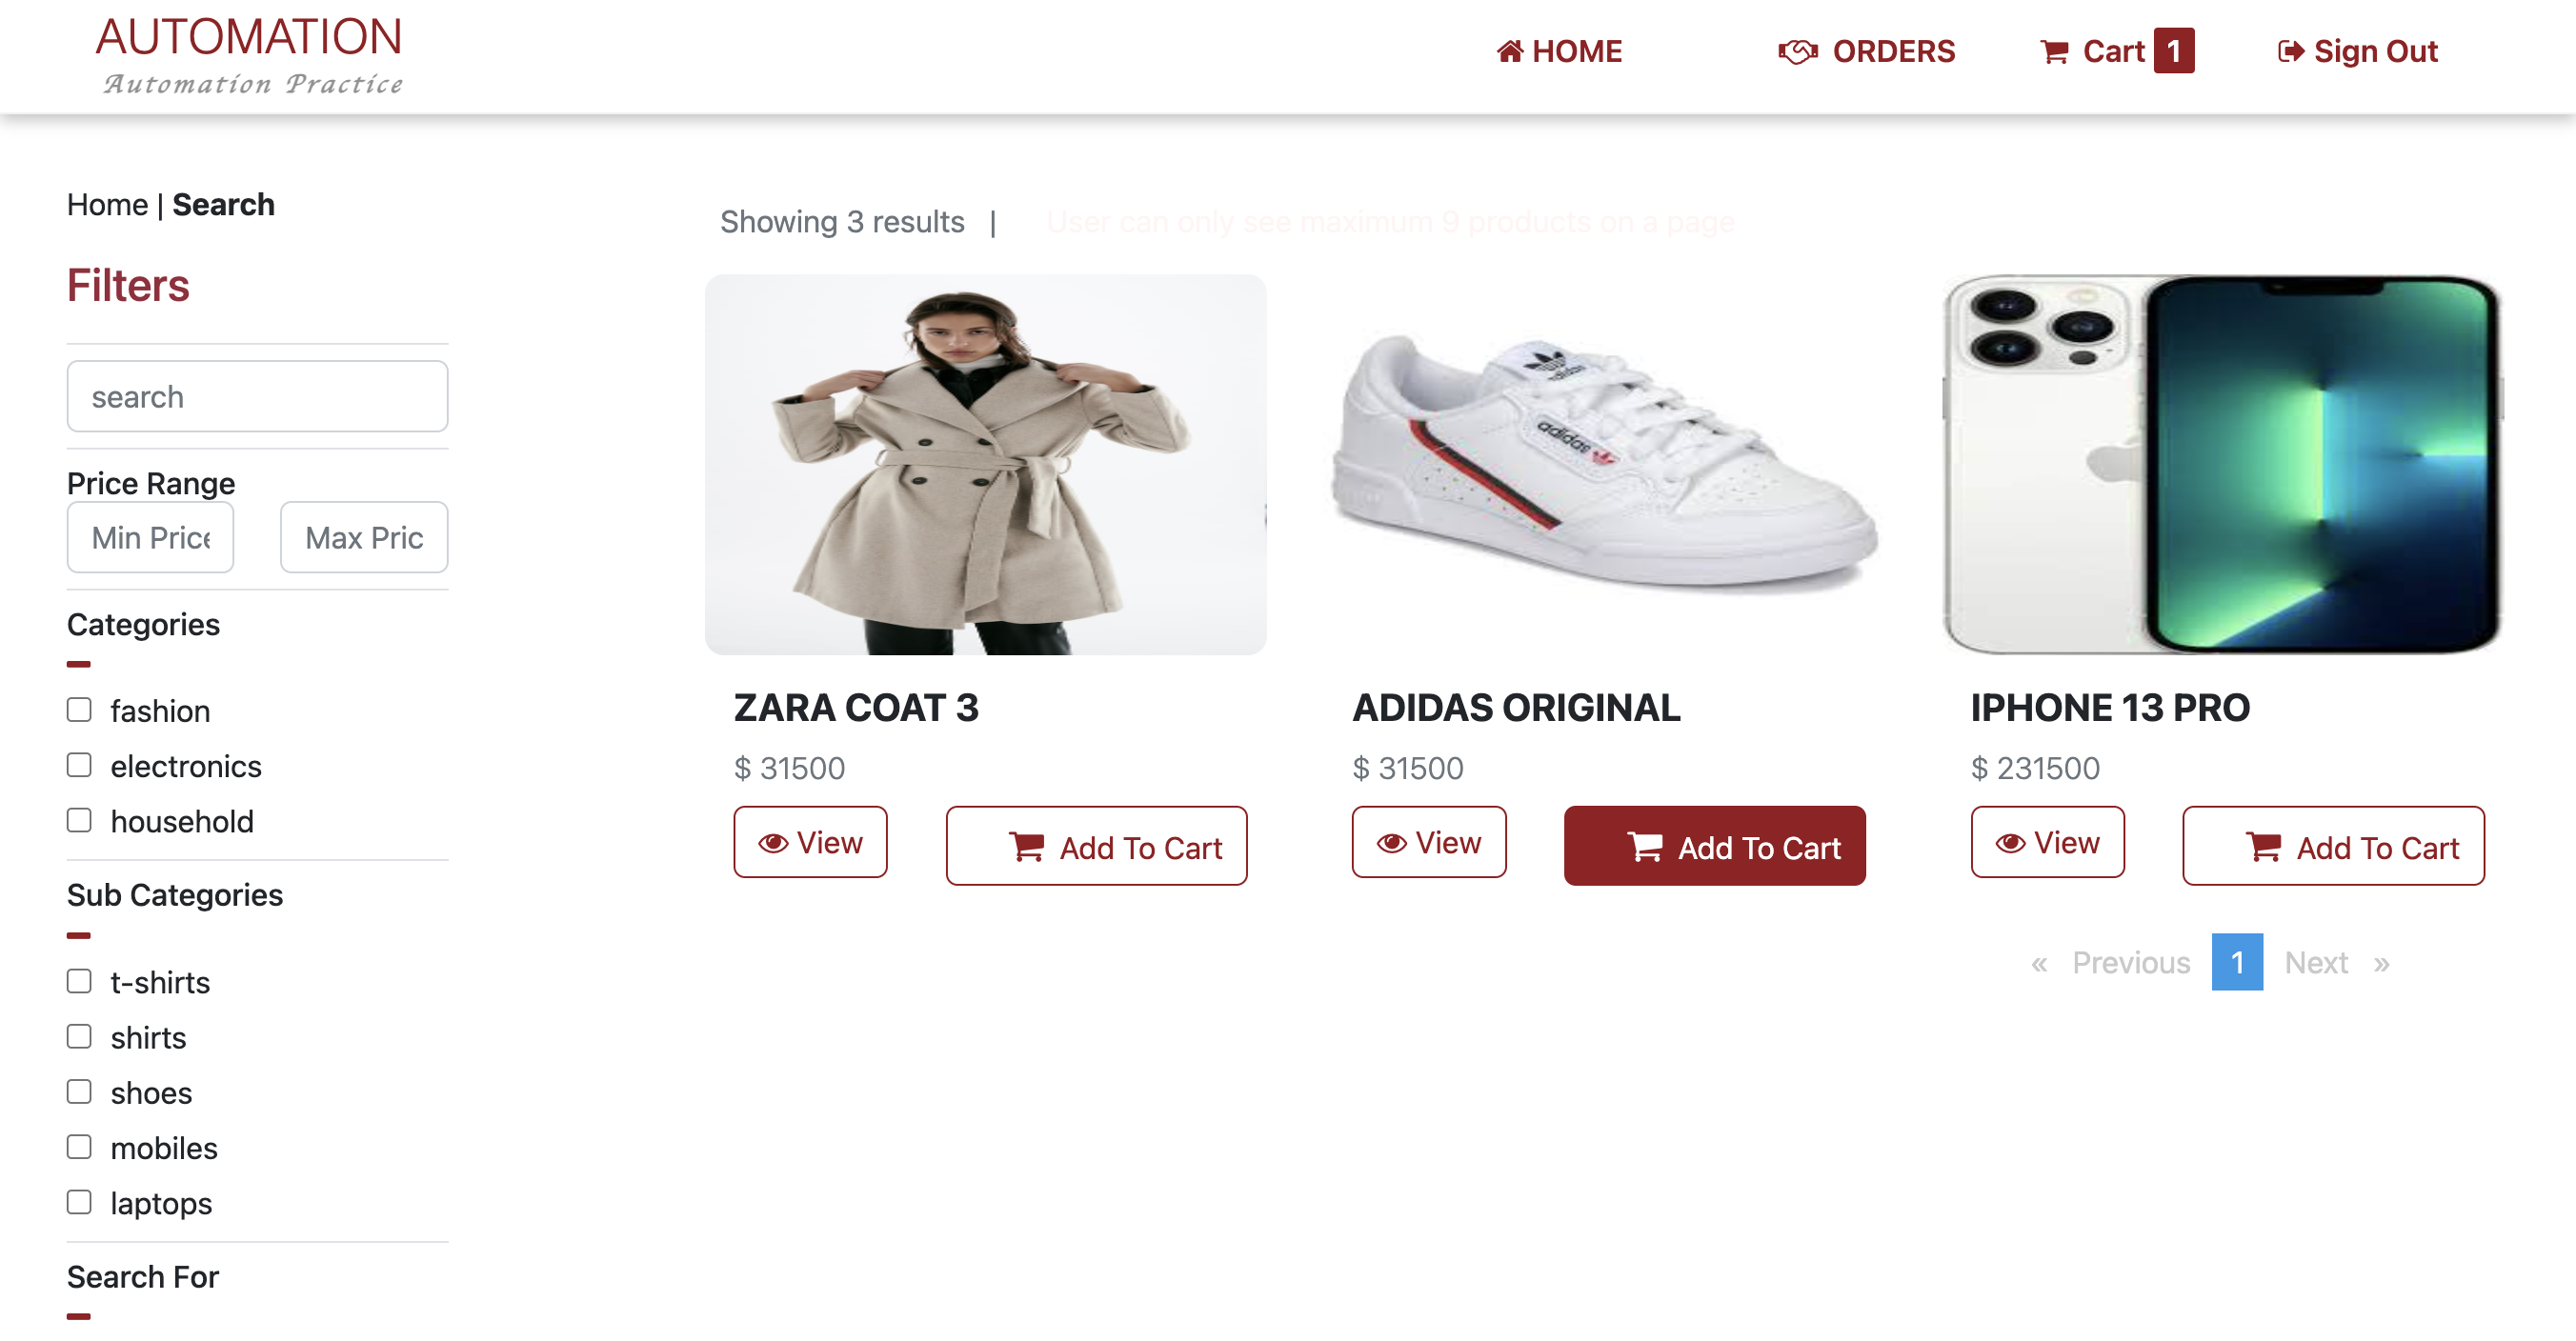 AUTOMATION
Automation Practice
HOME
ORDERS
Cart 1
Sign Out
Home | Search
Showing 3 results |
User can only see maximum 9 products on a page
Filters
search
Price Range
Min Price
Max Pric
Categories
fashion
electronics
household
Sub Categories
t-shirts
shirts
shoes
mobiles
laptops
Search For
adidas
adidas
ZARA COAT 3
$ 31500
View
Add To Cart
ADIDAS ORIGINAL
$ 31500
View
Add To Cart
IPHONE 13 PRO
$ 231500
View
Add To Cart
« Previous 1 Next »